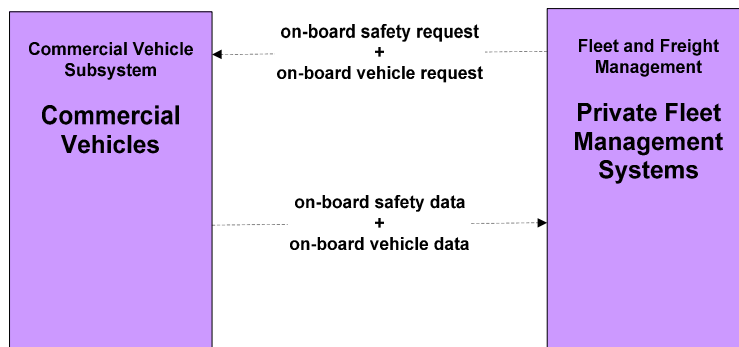 Commercial Vehicle
Subsystem
Commercial
Vehicles
on-board safety request
+
on-board vehicle request
Fleet and Freight
Management
Private Fleet
Management
Systems
on-board safety data
+
on-board vehicle data